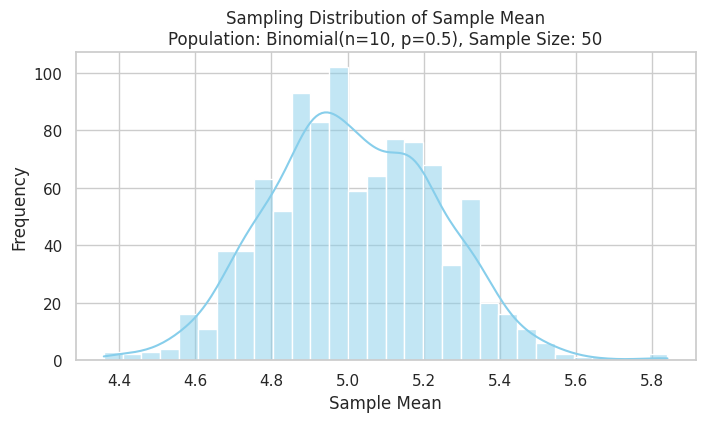 Sampling Distribution of Sample Mean
Population: Binomial(n=10, p=0.5), Sample Size: 50
100
80
60
40
20
0
Frequency
4.4 4.6 4.8 5.0 5.2 5.4 5.6 5.8
Sample Mean